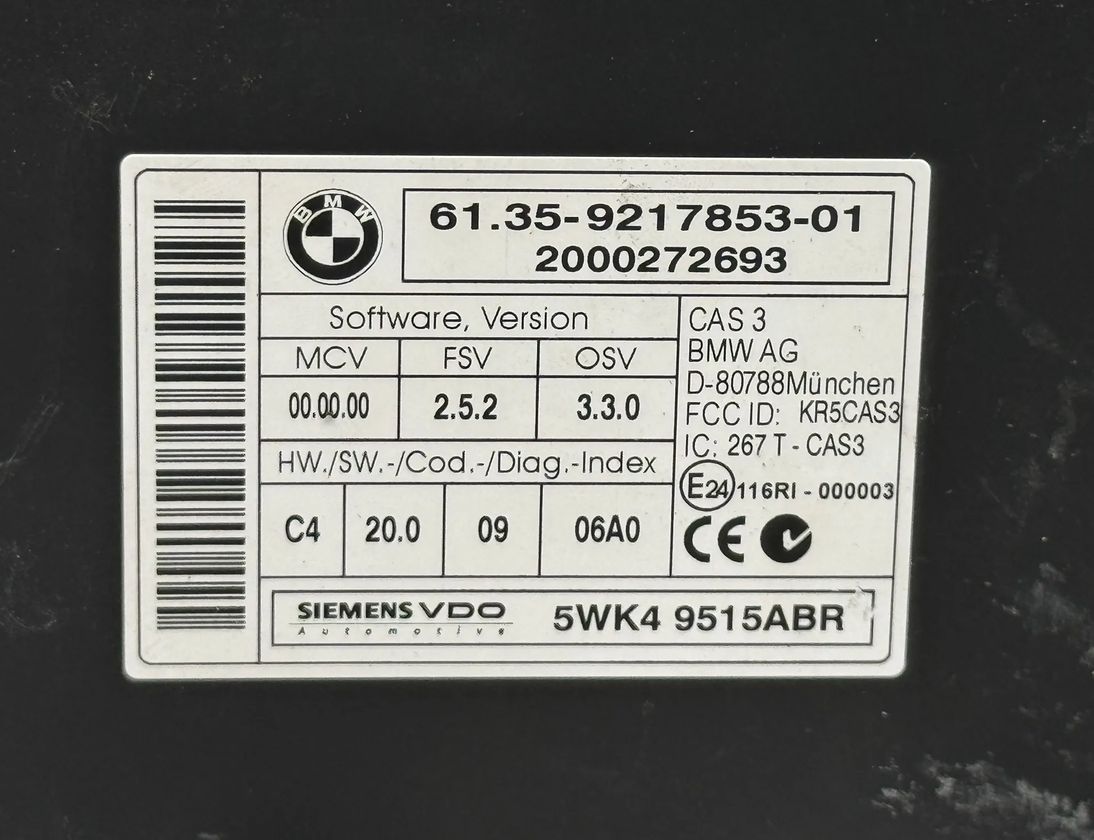 BMW
61.35-9217853-01
2000272693
Software, Version
MCV FSV OSV
00.00.00 2.5.2 3.3.0
HW./SW.-/Cod.-/Diag.-Index
C4 20.0 09 06A0
CAS 3
BMW AG
D-80788München
FCC ID: KR5CAS3
IC: 267 T - CAS3
E24 116RI - 000003
CE
SIEMENS VDO
Automotive
5WK4 9515ABR